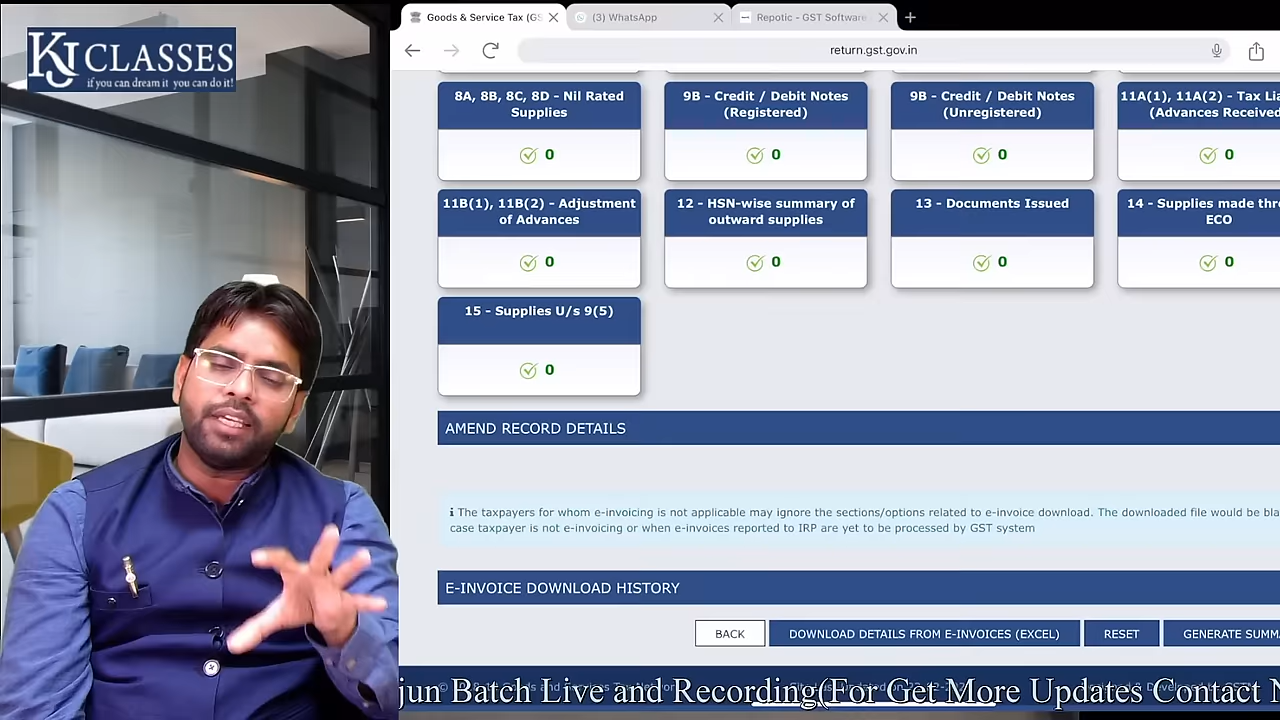 KJ CLASSES
if you can dream it you can do it!
Goods & Service Tax (GS
(3) WhatsApp
Repotic - GST Software
return.gst.gov.in
8A, 8B, 8C, 8D - Nil Rated
Supplies
0
9B - Credit / Debit Notes
(Registered)
0
9B - Credit / Debit Notes
(Unregistered)
0
11A(1), 11A(2) - Tax Lia
(Advances Received
0
11B(1), 11B(2) - Adjustment
of Advances
0
12 - HSN-wise summary of
outward supplies
0
13 - Documents Issued
0
14 - Supplies made thr
ECO
0
15 - Supplies U/s 9(5)
0
AMEND RECORD DETAILS
i The taxpayers for whom e-invoicing is not applicable may ignore the sections/options related to e-invoice download. The downloaded file would be bla
case taxpayer is not e-invoicing or when e-invoices reported to IRP are yet to be processed by GST system
E-INVOICE DOWNLOAD HISTORY
BACK
DOWNLOAD DETAILS FROM E-INVOICES (EXCEL)
RESET
GENERATE SUMMA
jun Batch Live and Recording(For Get More Updates Contact N